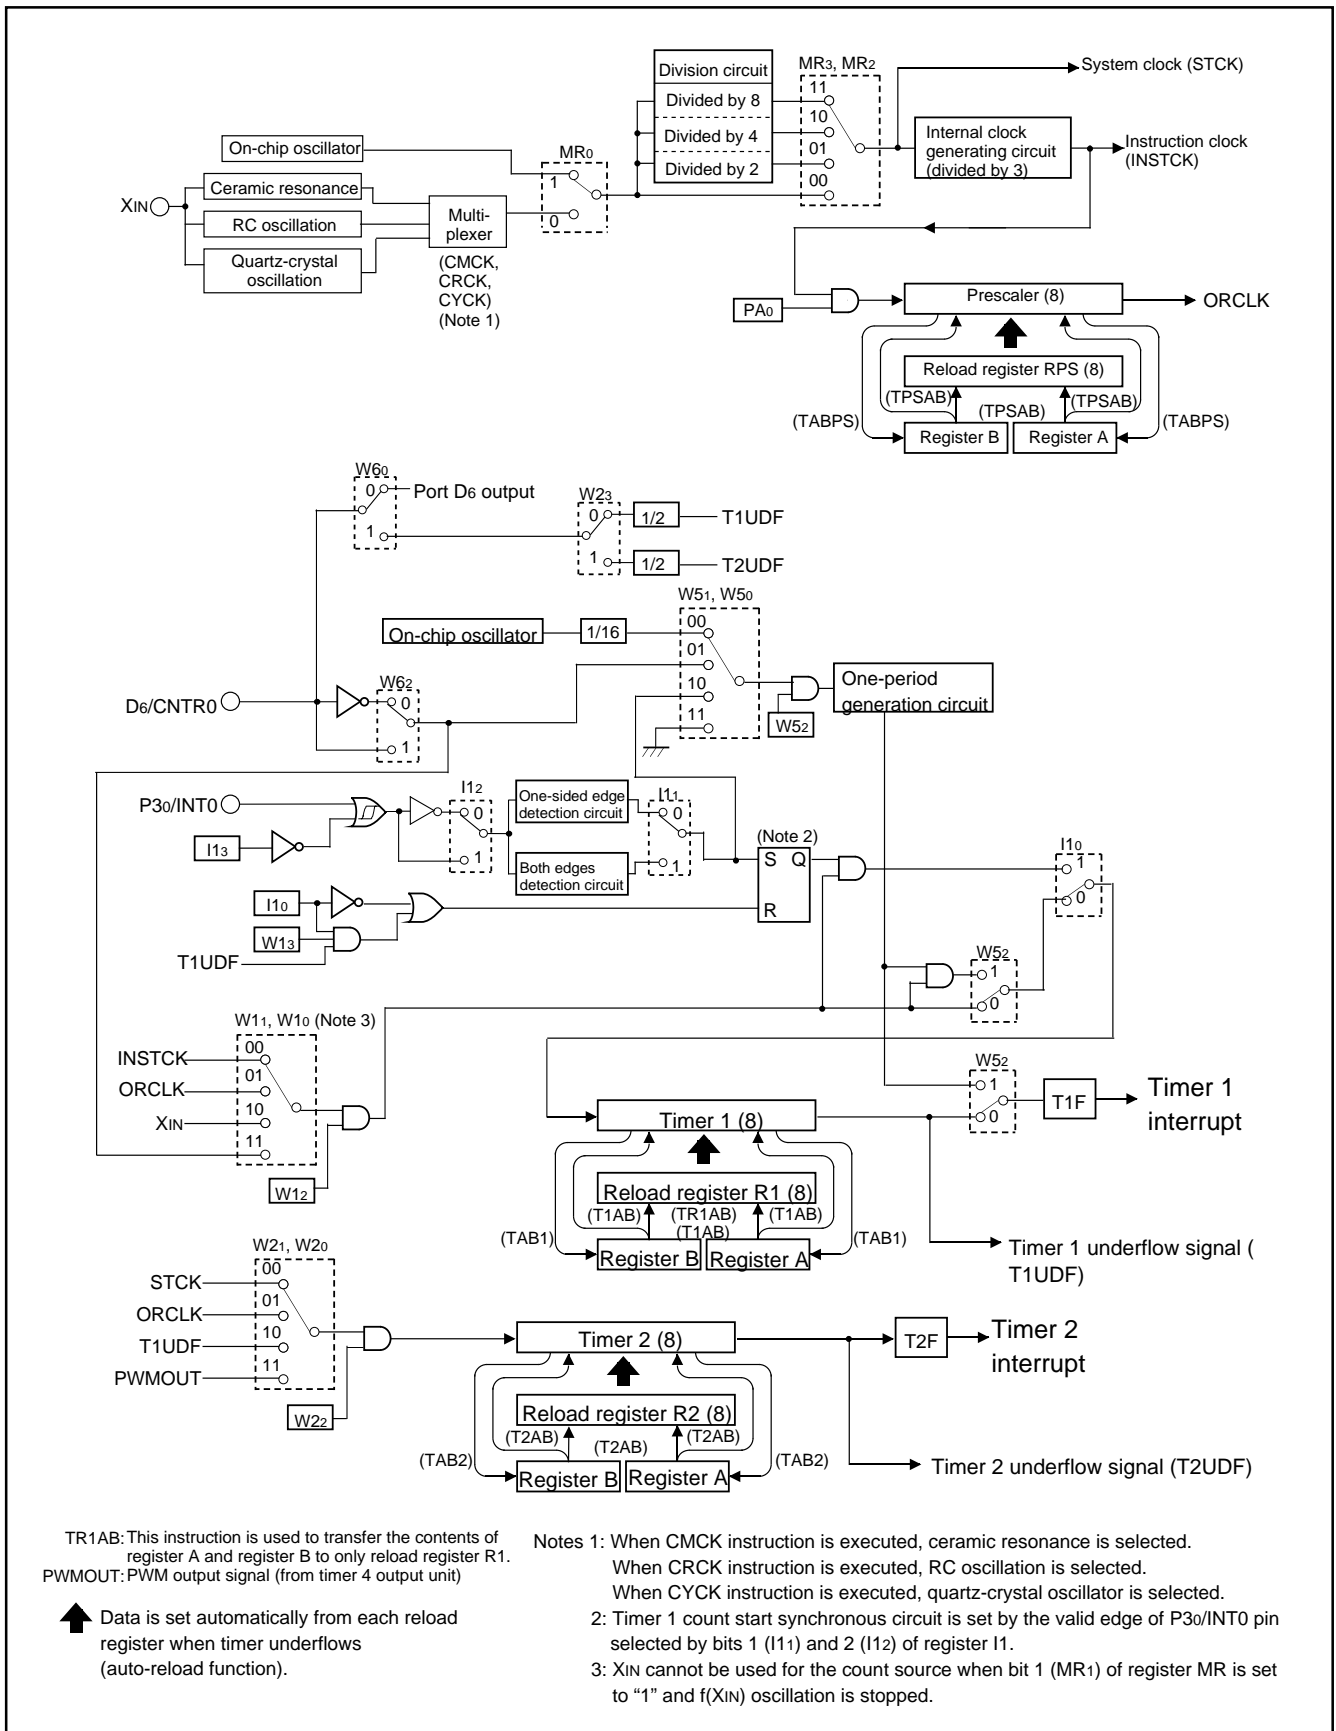 Division circuit
MR3, MR2
System clock (STCK)
Divided by 8
11
Divided by 4
10
Divided by 2
01
00
Internal clock
generating circuit
(divided by 3)
Instruction clock
(INSTCK)
On-chip oscillator
MR0
1
0
XIN
Ceramic resonance
RC oscillation
Quartz-crystal
oscillation
Multi-
plexer
(CMCK,
CRCK,
CYCK)
(Note 1)
PA0
Prescaler (8)
ORCLK
Reload register RPS (8)
(TPSAB)
(TPSAB)
(TPSAB)
(TABPS)
(TABPS)
Register B
Register A
W60
0
Port D6 output
1
W23
0
1/2
T1UDF
1
1/2
T2UDF
W51, W50
On-chip oscillator
1/16
00
01
10
11
W52
One-period
generation circuit
D6/CNTR0
W62
0
1
P30/INT0
I13
I12
0
1
One-sided edge
detection circuit
Both edges
detection circuit
I11
0
1
(Note 2)
S Q
R
I10
1
0
I10
W13
T1UDF
W52
1
0
W11, W10 (Note 3)
INSTCK
00
ORCLK
01
XIN
10
11
W12
W52
1
0
T1F
Timer 1
interrupt
Timer 1 (8)
Reload register R1 (8)
(T1AB)
(TR1AB)
(T1AB)
(T1AB)
(TAB1)
(TAB1)
Register B
Register A
Timer 1 underflow signal (
T1UDF)
W21, W20
STCK
00
ORCLK
01
T1UDF
10
PWMOUT
11
W22
Timer 2 (8)
T2F
Timer 2
interrupt
Reload register R2 (8)
(T2AB)
(T2AB)
(T2AB)
(TAB2)
(TAB2)
Register B
Register A
Timer 2 underflow signal (T2UDF)
TR1AB: This instruction is used to transfer the contents of
register A and register B to only reload register R1.
PWMOUT: PWM output signal (from timer 4 output unit)
Data is set automatically from each reload
register when timer underflows
(auto-reload function).
Notes 1: When CMCK instruction is executed, ceramic resonance is selected.
When CRCK instruction is executed, RC oscillation is selected.
When CYCK instruction is executed, quartz-crystal oscillator is selected.
2: Timer 1 count start synchronous circuit is set by the valid edge of P30/INT0 pin
selected by bits 1 (I11) and 2 (I12) of register I1.
3: XIN cannot be used for the count source when bit 1 (MR1) of register MR is set
to “1” and f(XIN) oscillation is stopped.